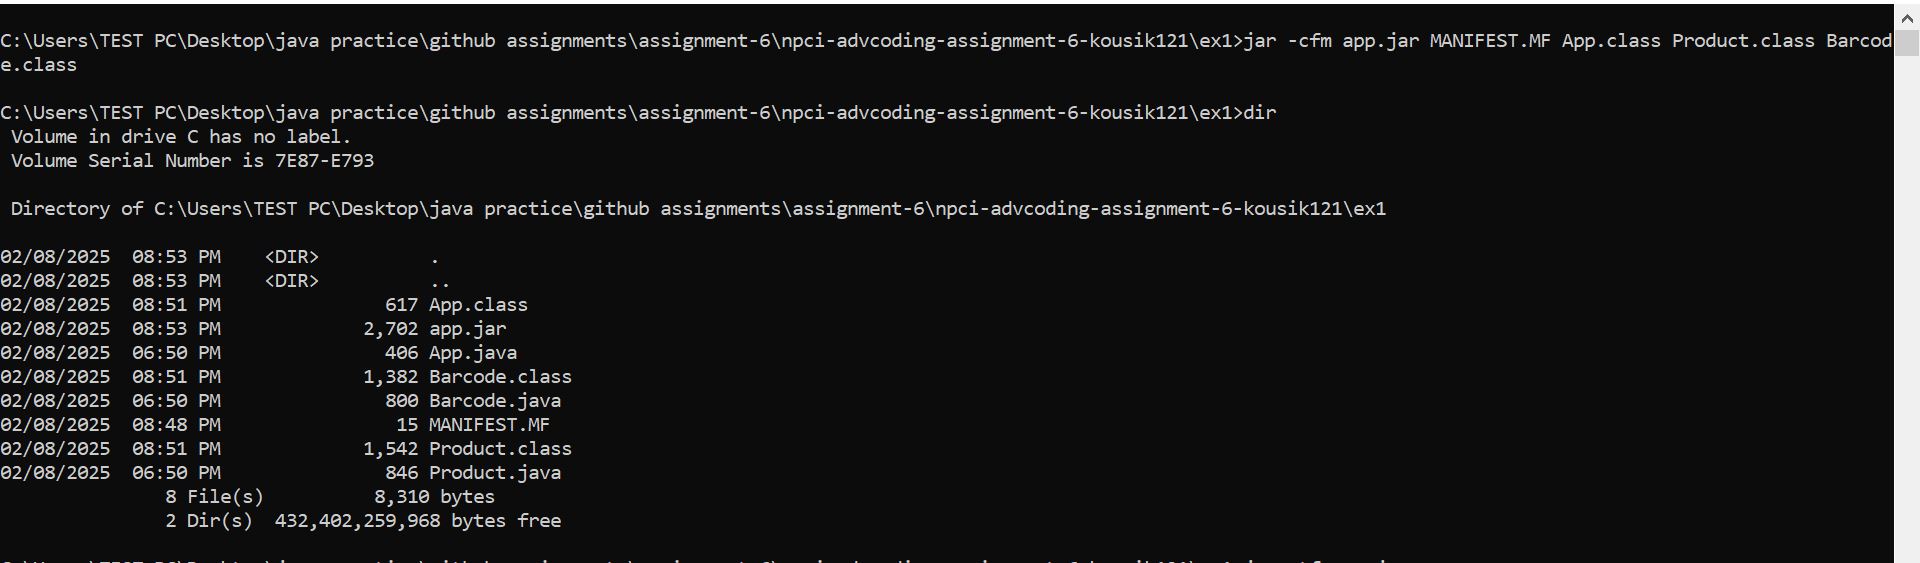 C:\Users\TEST PC\Desktop\java practice\github assignments\assignment-6\npci-advcoding-assignment-6-kousik121\ex1>jar -cfm app.jar MANIFEST.MF App.class Product.class Barcod
e.class
C:\Users\TEST PC\Desktop\java practice\github assignments\assignment-6\npci-advcoding-assignment-6-kousik121\ex1>dir
Volume in drive C has no label.
Volume Serial Number is 7E87-E793
Directory of C:\Users\TEST PC\Desktop\java practice\github assignments\assignment-6\npci-advcoding-assignment-6-kousik121\ex1
02/08/2025  08:53 PM    <DIR>          .
02/08/2025  08:53 PM    <DIR>          ..
02/08/2025  08:51 PM               617 App.class
02/08/2025  08:53 PM             2,702 app.jar
02/08/2025  06:50 PM               406 App.java
02/08/2025  08:51 PM             1,382 Barcode.class
02/08/2025  06:50 PM               800 Barcode.java
02/08/2025  08:48 PM                15 MANIFEST.MF
02/08/2025  08:51 PM             1,542 Product.class
02/08/2025  06:50 PM               846 Product.java
8 File(s)          8,310 bytes
2 Dir(s)  432,402,259,968 bytes free